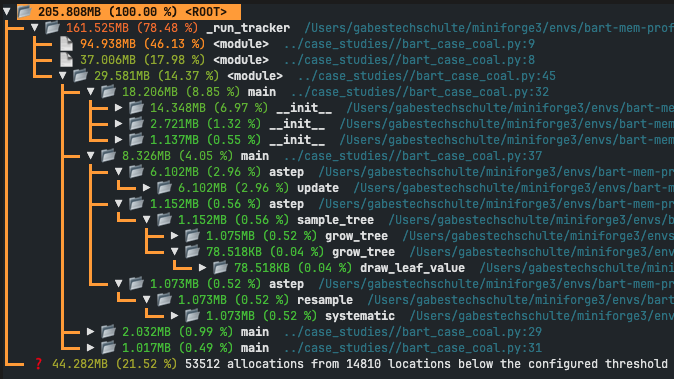 205.808MB (100.00 %) <ROOT>
161.525MB (78.48 %) _run_tracker /Users/gabestechschulte/miniforge3/envs/bart-mem-prof
94.938MB (46.13 %) <module> ../case_studies//bart_case_coal.py:9
37.006MB (17.98 %) <module> ../case_studies//bart_case_coal.py:8
29.581MB (14.37 %) <module> ../case_studies//bart_case_coal.py:45
18.206MB (8.85 %) main ../case_studies//bart_case_coal.py:32
14.348MB (6.97 %) __init__ /Users/gabestechschulte/miniforge3/envs/bart-mem
2.721MB (1.32 %) __init__ /Users/gabestechschulte/miniforge3/envs/bart-mem-
1.137MB (0.55 %) __init__ /Users/gabestechschulte/miniforge3/envs/bart-mem-
8.326MB (4.05 %) main ../case_studies//bart_case_coal.py:37
6.102MB (2.96 %) astep /Users/gabestechschulte/miniforge3/envs/bart-mem-pro
6.102MB (2.96 %) update /Users/gabestechschulte/miniforge3/envs/bart-mem
1.152MB (0.56 %) astep /Users/gabestechschulte/miniforge3/envs/bart-mem-pro
1.152MB (0.56 %) sample_tree /Users/gabestechschulte/miniforge3/envs/bar
1.075MB (0.52 %) grow_tree /Users/gabestechschulte/miniforge3/envs
78.518KB (0.04 %) grow_tree /Users/gabestechschulte/miniforge3/env
78.518KB (0.04 %) draw_leaf_value /Users/gabestechschulte/mini
1.073MB (0.52 %) astep /Users/gabestechschulte/miniforge3/envs/bart-mem-pro
1.073MB (0.52 %) resample /Users/gabestechschulte/miniforge3/envs/bart-
1.073MB (0.52 %) systematic /Users/gabestechschulte/miniforge3/env
2.032MB (0.99 %) main ../case_studies//bart_case_coal.py:29
1.017MB (0.49 %) main ../case_studies//bart_case_coal.py:31
? 44.282MB (21.52 %) 53512 allocations from 14810 locations below the configured threshold